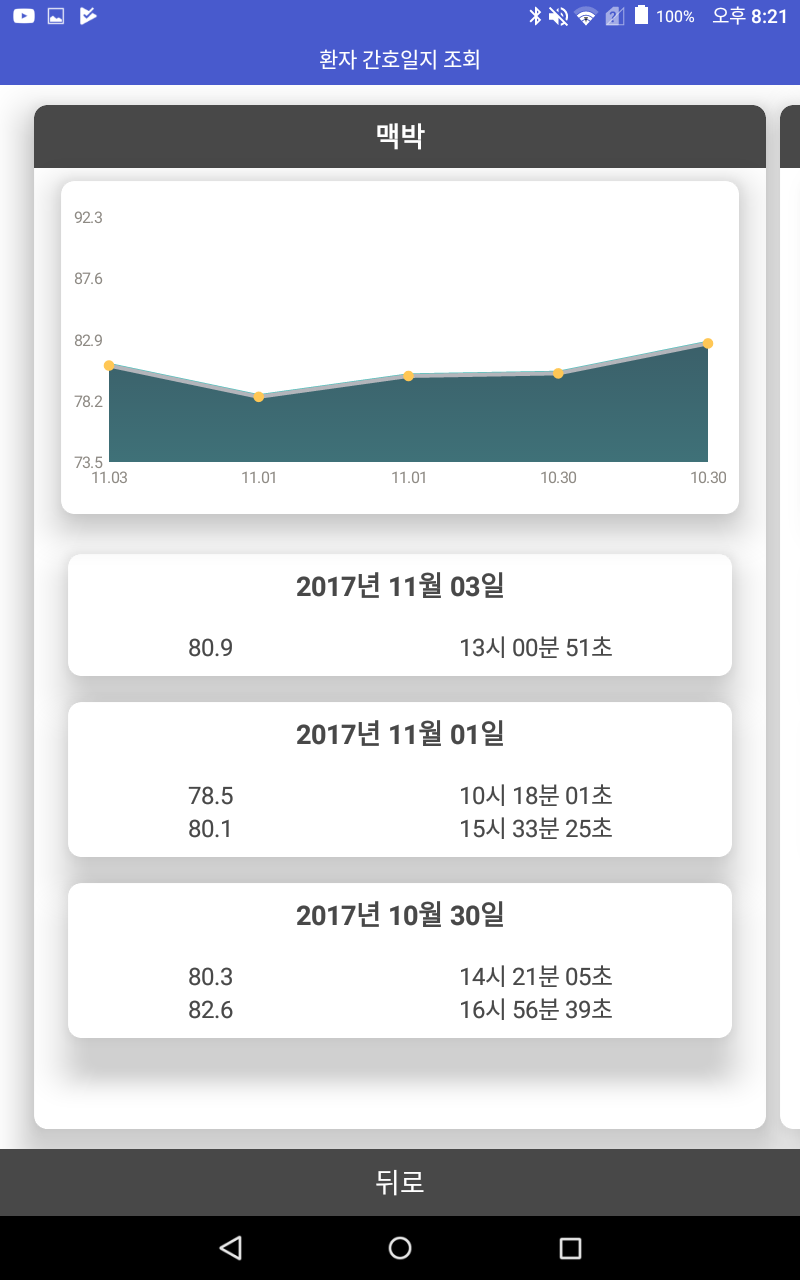 100% 오후 8:21
환자 간호일지 조회
맥박
92.3
87.6
82.9
78.2
73.5
11.03 11.01 11.01 10.30 10.30
2017년 11월 03일
80.9 13시 00분 51초
2017년 11월 01일
78.5 10시 18분 01초
80.1 15시 33분 25초
2017년 10월 30일
80.3 14시 21분 05초
82.6 16시 56분 39초
뒤로